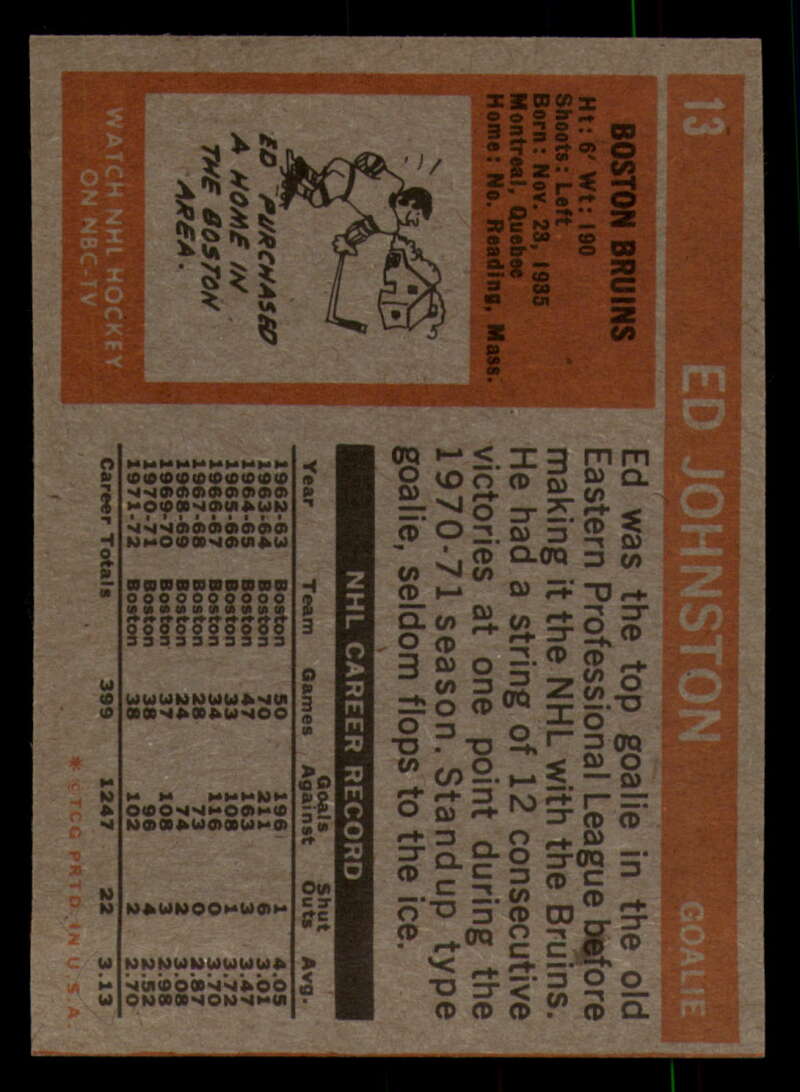 13 ED JOHNSTON GOALIE
BOSTON BRUINS
Ht: 6' Wt: 190
Shoots: Left
Born: Nov. 23, 1935
Montreal, Quebec
Home: No. Reading, Mass.
ED PURCHASED
A HOME IN
THE BOSTON
AREA.
WATCH NHL HOCKEY
ON NBC-TV
Ed was the top goalie in the old
Eastern Professional League before
making it the NHL with the Bruins.
He had a string of 12 consecutive
victories at one point during the
1970-71 season. Standup type
goalie, seldom flops to the ice.
NHL CAREER RECORD
Year Team Games Goals Against Shut Outs Avg.
1962-63 Boston 50 196 1 4.05
1963-64 Boston 70 211 6 3.01
1964-65 Boston 47 163 3 3.47
1965-66 Boston 33 108 1 3.72
1966-67 Boston 34 116 0 3.70
1967-68 Boston 28 73 0 2.87
1968-69 Boston 24 74 2 3.08
1969-70 Boston 37 108 3 2.98
1970-71 Boston 38 96 4 2.52
1971-72 Boston 38 102 2 2.70
Career Totals 399 1247 22 3.13
* © TCG PRTD. IN U.S.A.